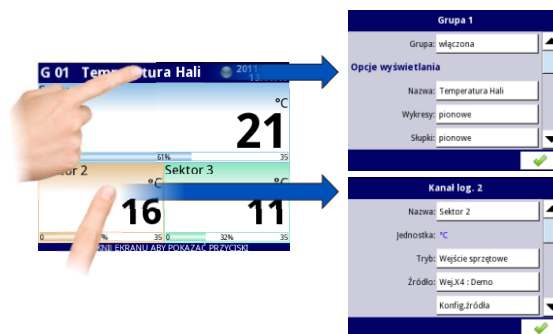 G 01 Temperatura Hali
2011
13
°C
21
61% 35
Sektor 3
or 2
°C °C
16 11
0 % 35 0 32% 35
KNIJ EKRANU ABY POKAZAĆ PRZYCISKI
Grupa 1
Grupa: włączona
Opcje wyświetlania
Nazwa: Temperatura Hali
Wykresy: pionowe
Słupki: pionowe
Kanał log. 2
Nazwa: Sektor 2
Jednostka: °C
Tryb: Wejście sprzętowe
Źródło: Wej.X4 : Demo
Konfig.źródła